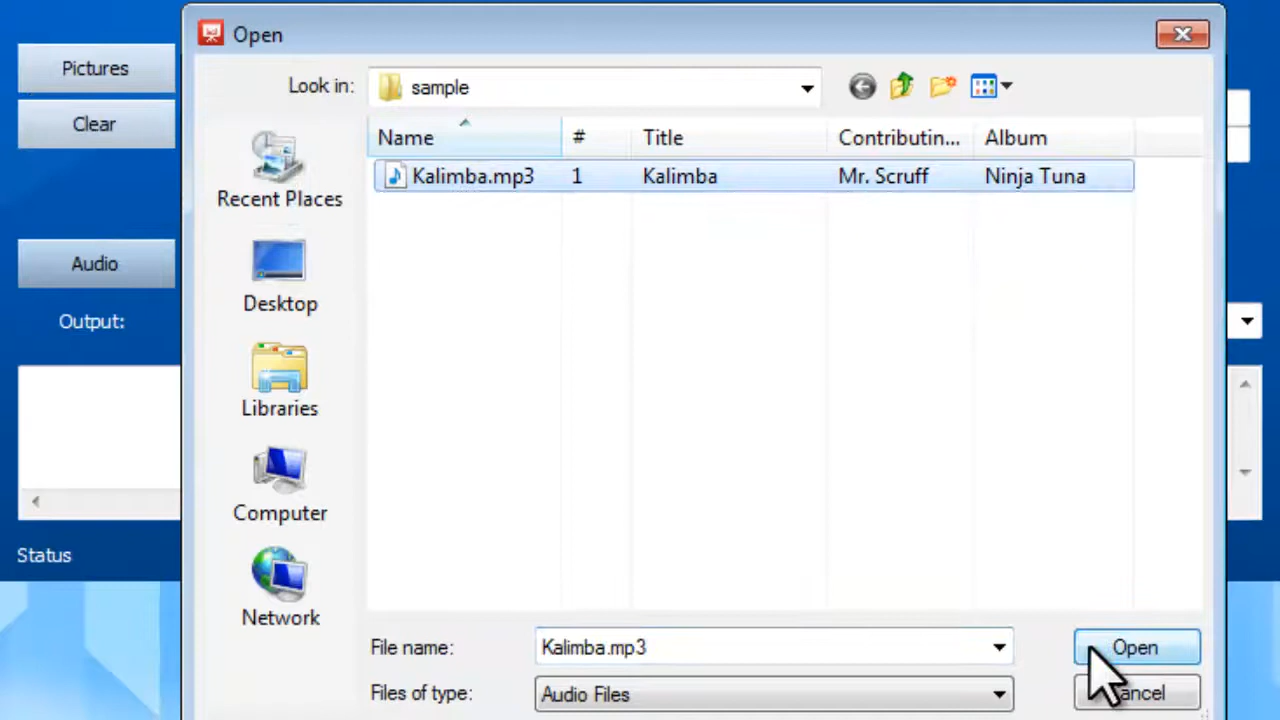 Open
Pictures
Clear
Audio
Output:
Status
Look in: sample
Name # Title Contributin... Album
Kalimba.mp3 1 Kalimba Mr. Scruff Ninja Tuna
Recent Places
Desktop
Libraries
Computer
Network
File name: Kalimba.mp3 Open
Files of type: Audio Files